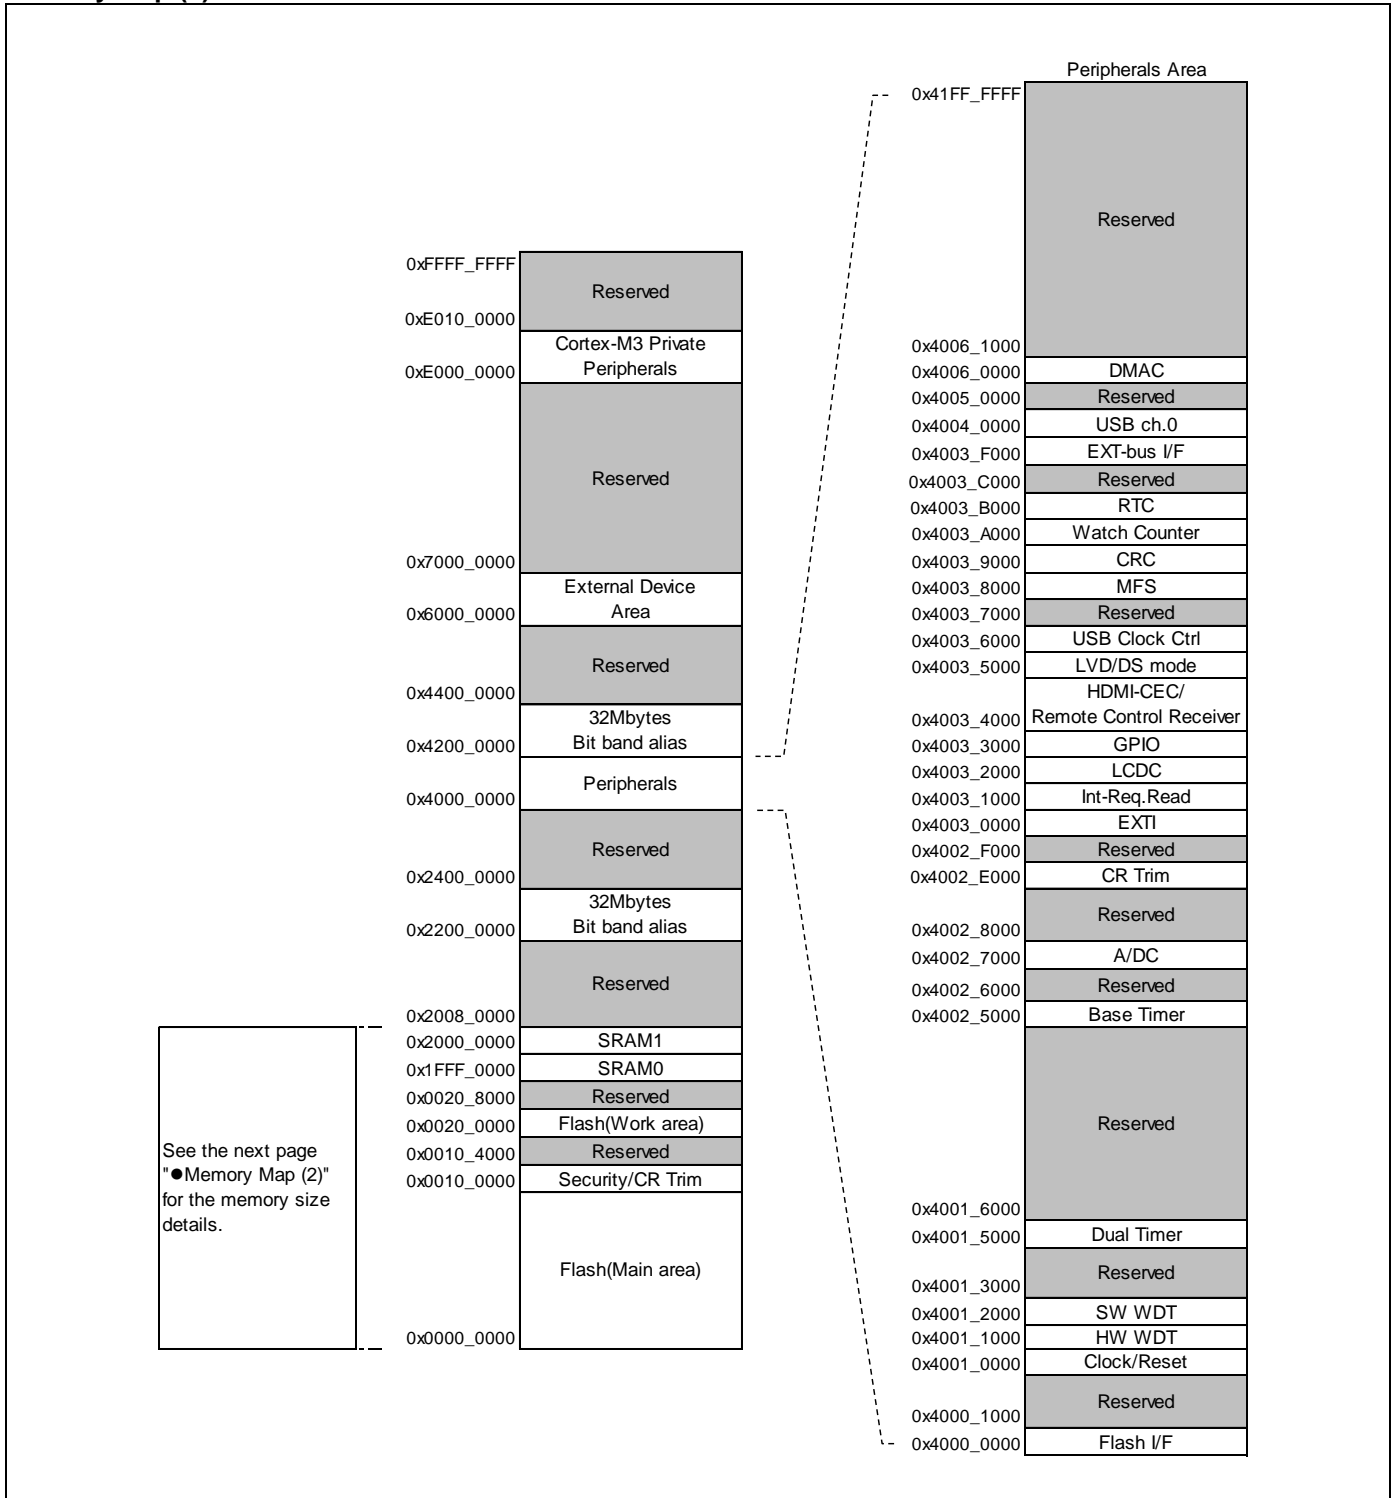 Peripherals Area
0x41FF_FFFF
Reserved
0x4006_1000
0x4006_0000 DMAC
0x4005_0000 Reserved
0x4004_0000 USB ch.0
0x4003_F000 EXT-bus I/F
0x4003_C000 Reserved
0x4003_B000 RTC
0x4003_A000 Watch Counter
0x4003_9000 CRC
0x4003_8000 MFS
0x4003_7000 Reserved
0x4003_6000 USB Clock Ctrl
0x4003_5000 LVD/DS mode
HDMI-CEC/
0x4003_4000 Remote Control Receiver
0x4003_3000 GPIO
0x4003_2000 LCDC
0x4003_1000 Int-Req.Read
0x4003_0000 EXTI
0x4002_F000 Reserved
0x4002_E000 CR Trim
Reserved
0x4002_8000
0x4002_7000 A/DC
0x4002_6000 Reserved
0x4002_5000 Base Timer
Reserved
0x4001_6000
0x4001_5000 Dual Timer
Reserved
0x4001_3000
0x4001_2000 SW WDT
0x4001_1000 HW WDT
0x4001_0000 Clock/Reset
Reserved
0x4000_1000
0x4000_0000 Flash I/F
0xFFFF_FFFF
Reserved
0xE010_0000
Cortex-M3 Private
0xE000_0000 Peripherals
Reserved
0x7000_0000
External Device
0x6000_0000 Area
Reserved
0x4400_0000
32Mbytes
0x4200_0000 Bit band alias
Peripherals
0x4000_0000
Reserved
0x2400_0000
32Mbytes
0x2200_0000 Bit band alias
Reserved
0x2008_0000
0x2000_0000 SRAM1
0x1FFF_0000 SRAM0
0x0020_8000 Reserved
0x0020_0000 Flash(Work area)
0x0010_4000 Reserved
0x0010_0000 Security/CR Trim
Flash(Main area)
0x0000_0000
See the next page
"●Memory Map (2)"
for the memory size
details.